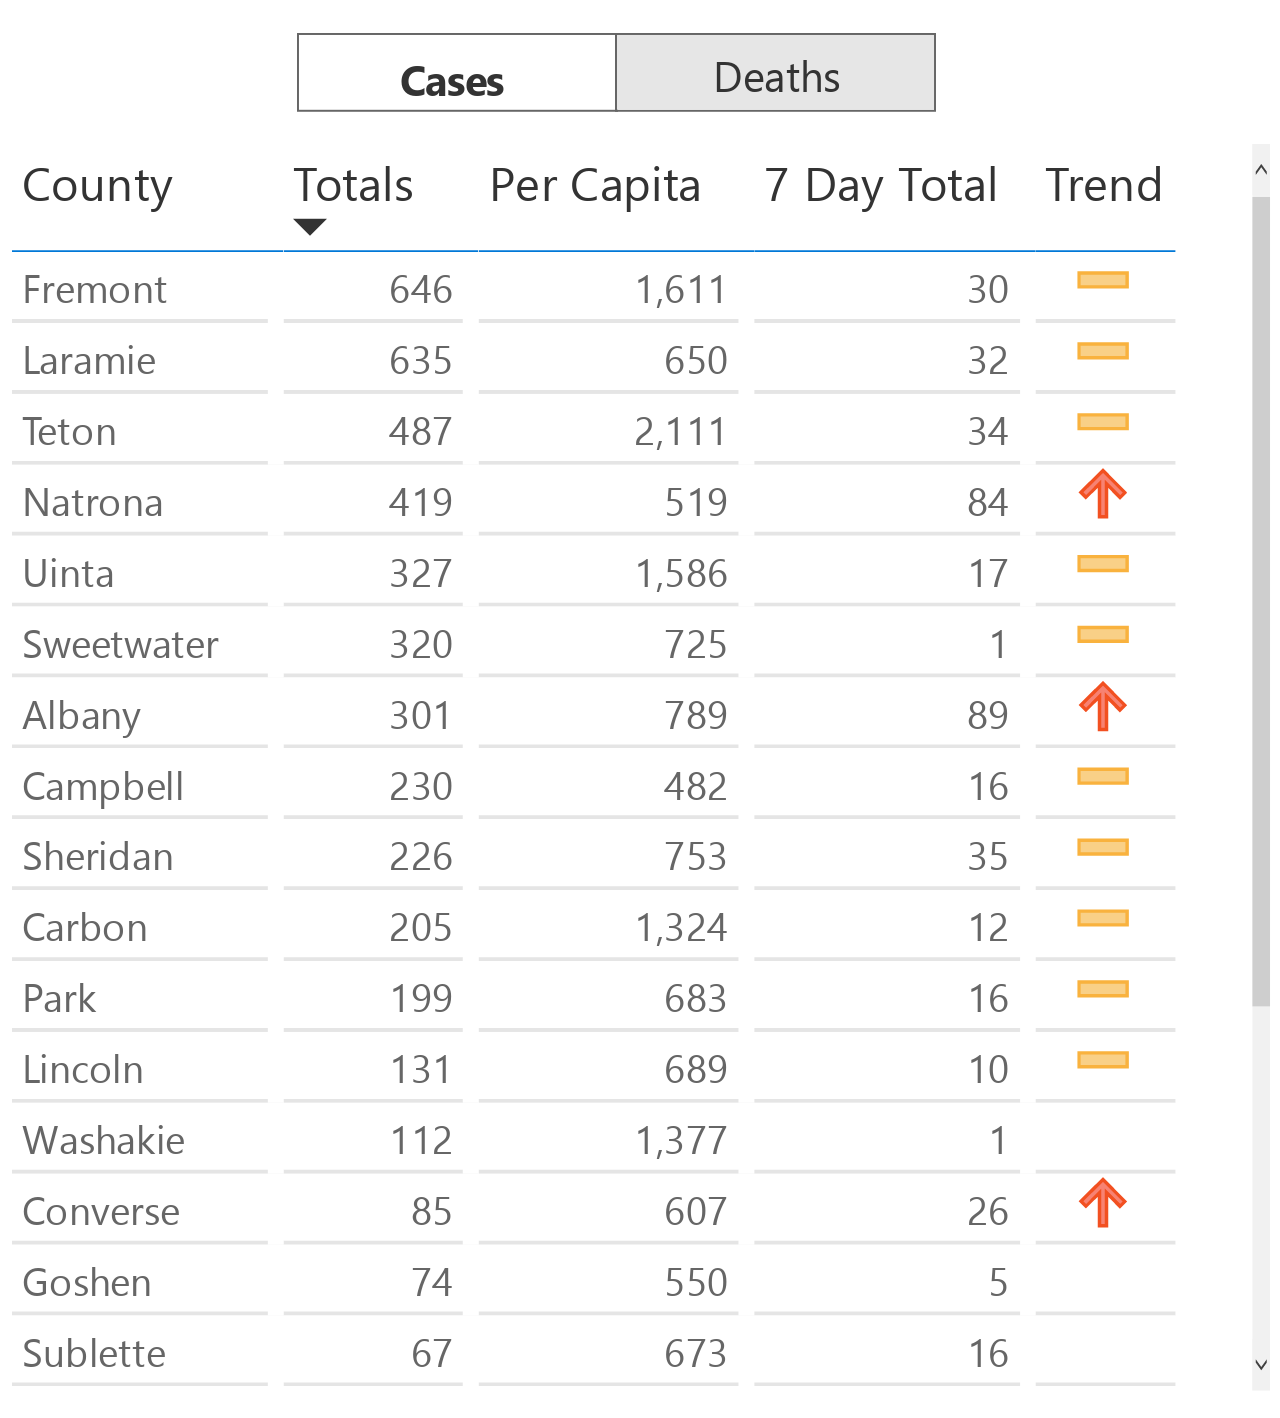 Cases Deaths
County Totals Per Capita 7 Day Total Trend
Fremont 646 1,611 30
Laramie 635 650 32
Teton 487 2,111 34
Natrona 419 519 84
Uinta 327 1,586 17
Sweetwater 320 725 1
Albany 301 789 89
Campbell 230 482 16
Sheridan 226 753 35
Carbon 205 1,324 12
Park 199 683 16
Lincoln 131 689 10
Washakie 112 1,377 1
Converse 85 607 26
Goshen 74 550 5
Sublette 67 673 16